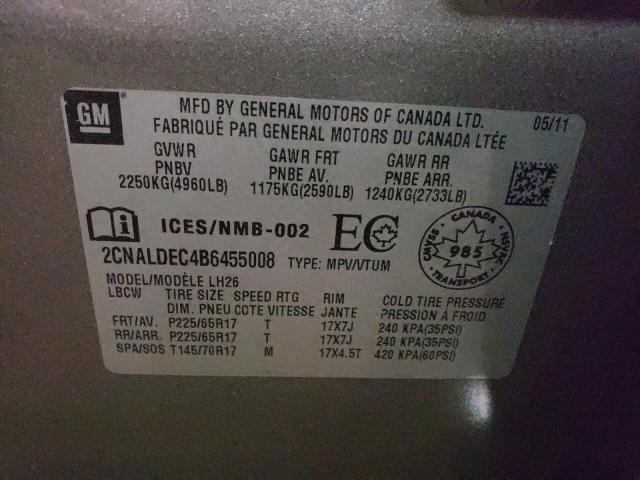 GM
MFD BY GENERAL MOTORS OF CANADA LTD. 05/11
FABRIQUÉ PAR GENERAL MOTORS DU CANADA LTÉE
GVWR GAWR FRT GAWR RR
PNBV PNBE AV. PNBE ARR.
2250KG(4960LB) 1175KG(2590LB) 1240KG(2733LB)
i ICES/NMB-002 EC
CANADA
CMVSS 985 NSVAC
TRANSPORT
2CNALDEC4B6455008 TYPE: MPV/VTUM
MODEL/MODÈLE LH26
LBCW TIRE SIZE SPEED RTG RIM COLD TIRE PRESSURE
DIM. PNEU COTE VITESSE JANTE PRESSION À FROID
FRT/AV. P225/65R17 T 17X7J 240 KPA(35PSI)
RR/ARR. P225/65R17 T 17X7J 240 KPA(35PSI)
SPA/SOS T145/70R17 M 17X4.5T 420 KPA(60PSI)